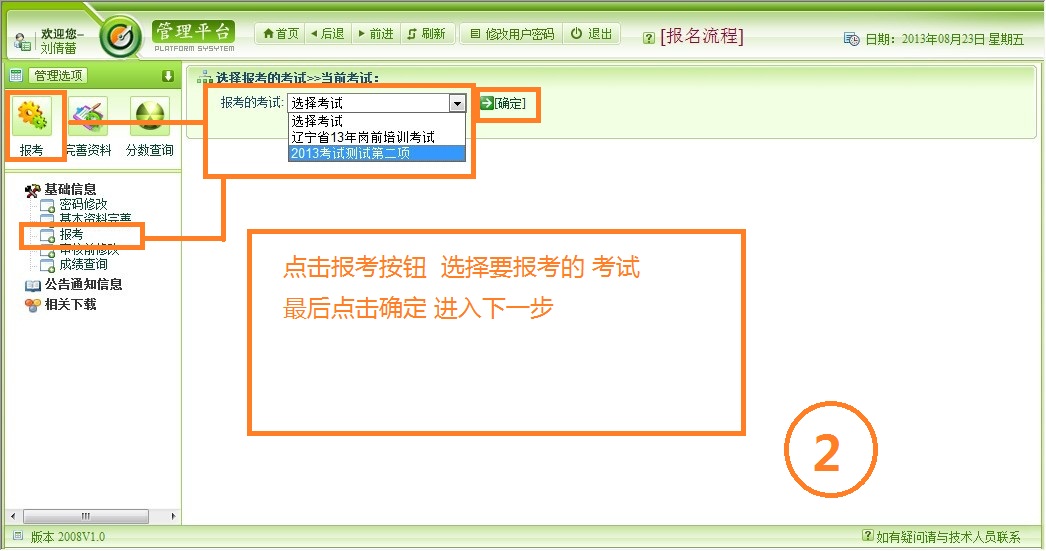 欢迎您–
刘倩蕾
管理平台
PLATFORM SYSYTEM
首页 后退 前进 刷新 修改用户密码 退出
[报名流程]
日期: 2013年08月23日 星期五
管理选项
报考 完善资料 分数查询
选择报考的考试>>当前考试:
报考的考试: 选择考试 [确定]
选择考试
辽宁省13年岗前培训考试
2013考试测试第二项
基础信息
密码修改
基本资料完善
报考
审核前修改
成绩查询
公告通知信息
相关下载
点击报考按钮 选择要报考的 考试
最后点击确定 进入下一步
2
版本 2008V1.0
如有疑问请与技术人员联系